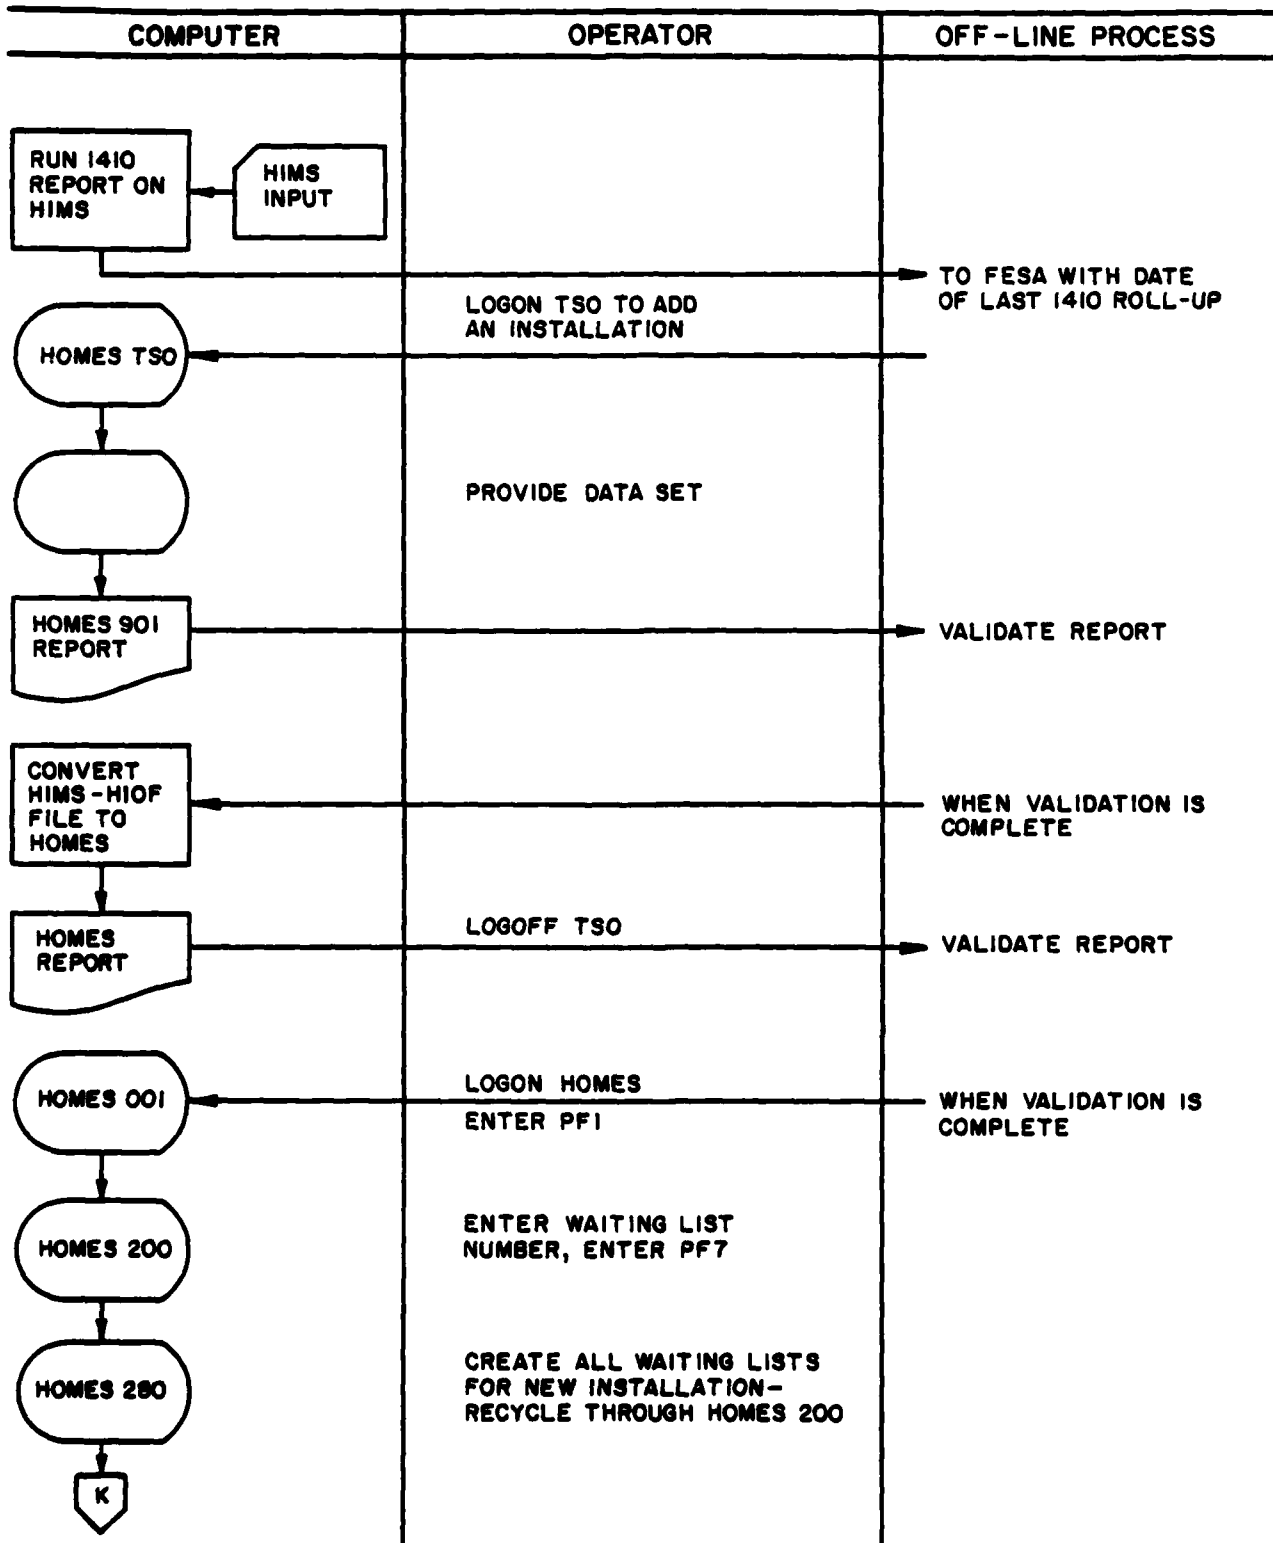 COMPUTER
OPERATOR
OFF-LINE PROCESS
RUN 1410
REPORT ON
HIMS
HIMS
INPUT
TO FESA WITH DATE
OF LAST 1410 ROLL-UP
LOGON TSO TO ADD
AN INSTALLATION
HOMES TSO
PROVIDE DATA SET
HOMES 901
REPORT
VALIDATE REPORT
CONVERT
HIMS-HIOF
FILE TO
HOMES
WHEN VALIDATION IS
COMPLETE
HOMES
REPORT
LOGOFF TSO
VALIDATE REPORT
HOMES 001
LOGON HOMES
ENTER PF1
WHEN VALIDATION IS
COMPLETE
HOMES 200
ENTER WAITING LIST
NUMBER, ENTER PF7
HOMES 280
CREATE ALL WAITING LISTS
FOR NEW INSTALLATION-
RECYCLE THROUGH HOMES 200
K